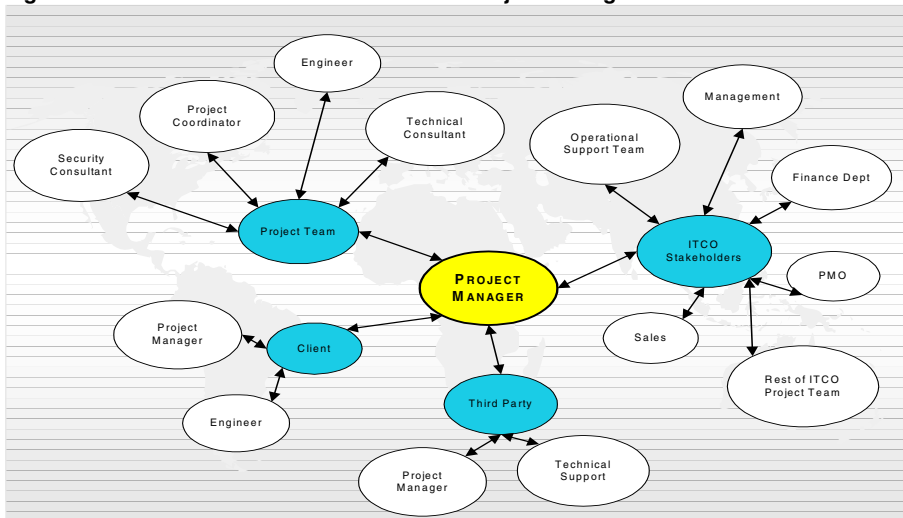 Engineer
Management
Project
Coordinator
Technical
Consultant
Operational
Support Team
Security
Consultant
Finance Dept
Project Team
ITCO
Stakeholders
PROJECT
MANAGER
PMO
Project
Manager
Client
Sales
Rest of ITCO
Project Team
Third Party
Engineer
Project
Manager
Technical
Support